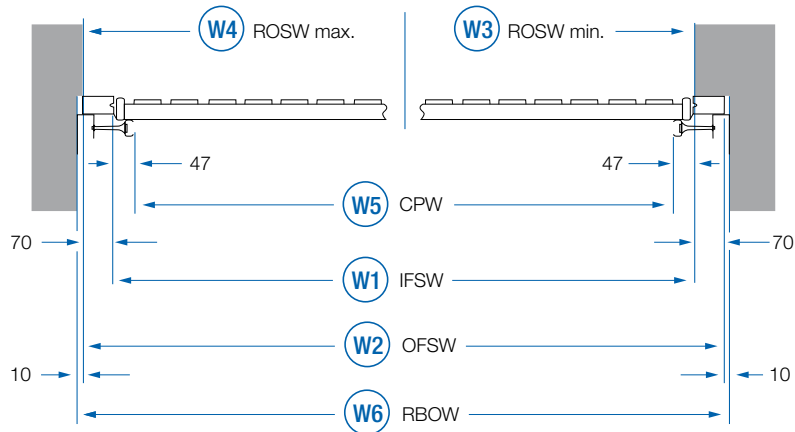 W4 ROSW max.
W3 ROSW min.
47
47
W5 CPW
70
70
W1 IFSW
W2 OFSW
10
10
W6 RBOW